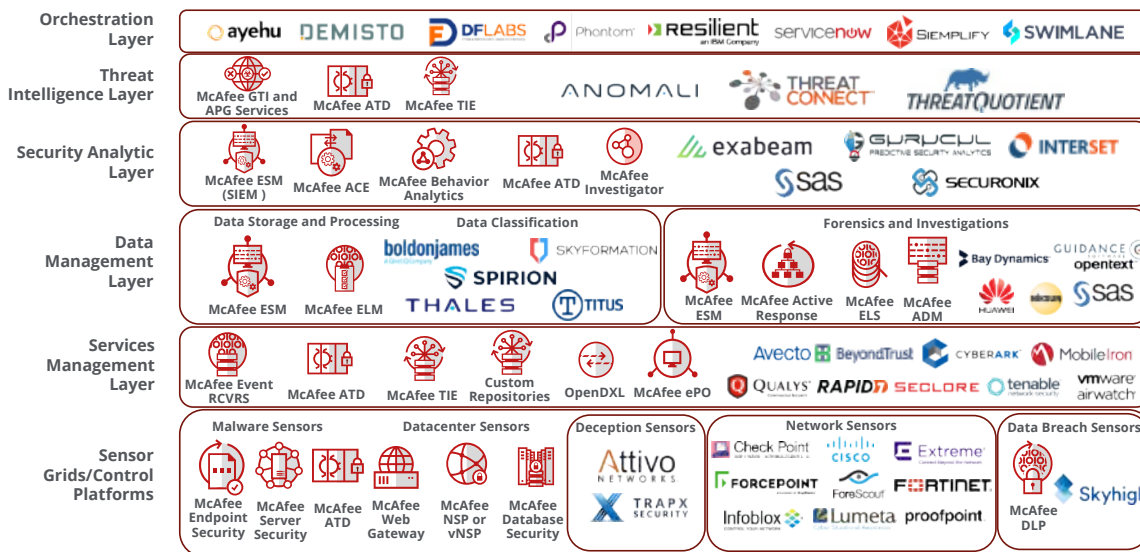 Orchestration
Layer
ayehu
DEMISTO
DFLABS
Phantom
Resilient
an IBM Company
servicenow
SIEMPLIFY
SWIMLANE
Threat
Intelligence Layer
McAfee GTI and
APG Services
McAfee ATD
McAfee TIE
ANOMALI
THREAT
CONNECT
THREATQUOTIENT
Security Analytic
Layer
McAfee ESM
(SIEM )
McAfee ACE
McAfee Behavior
Analytics
McAfee ATD
McAfee
Investigator
exabeam
GURUCUL
PREDICTIVE SECURITY ANALYTICS
INTERSET
sas
SECURONIX
Data
Management
Layer
Data Storage and Processing
Data Classification
McAfee ESM
McAfee ELM
boldonjames
SKYFORMATION
SPIRION
THALES
TITUS
Forensics and Investigations
McAfee
ESM
McAfee Active
Response
McAfee
ELS
McAfee
ADM
Bay Dynamics
GUIDANCE
opentext
HUAWEI
sas
Services
Management
Layer
McAfee Event
RCVRS
McAfee ATD
McAfee TIE
Custom
Repositories
OpenDXL
McAfee ePO
Avecto
BeyondTrust
CYBERARK
MobileIron
QUALYS
RAPID7
SECLORE
tenable
network security
vmware
airwatch
Sensor
Grids/Control
Platforms
Malware Sensors
Datacenter Sensors
McAfee
Endpoint
Security
McAfee
Server
Security
McAfee
ATD
McAfee
Web
Gateway
McAfee
NSP or
vNSP
McAfee
Database
Security
Deception Sensors
Attivo
NETWORKS
TRAPX
SECURITY
Network Sensors
Check Point
CISCO
Extreme
FORCEPOINT
ForeScout
FORTINET
Infoblox
Lumeta
proofpoint
Data Breach Sensors
McAfee
DLP
Skyhigh